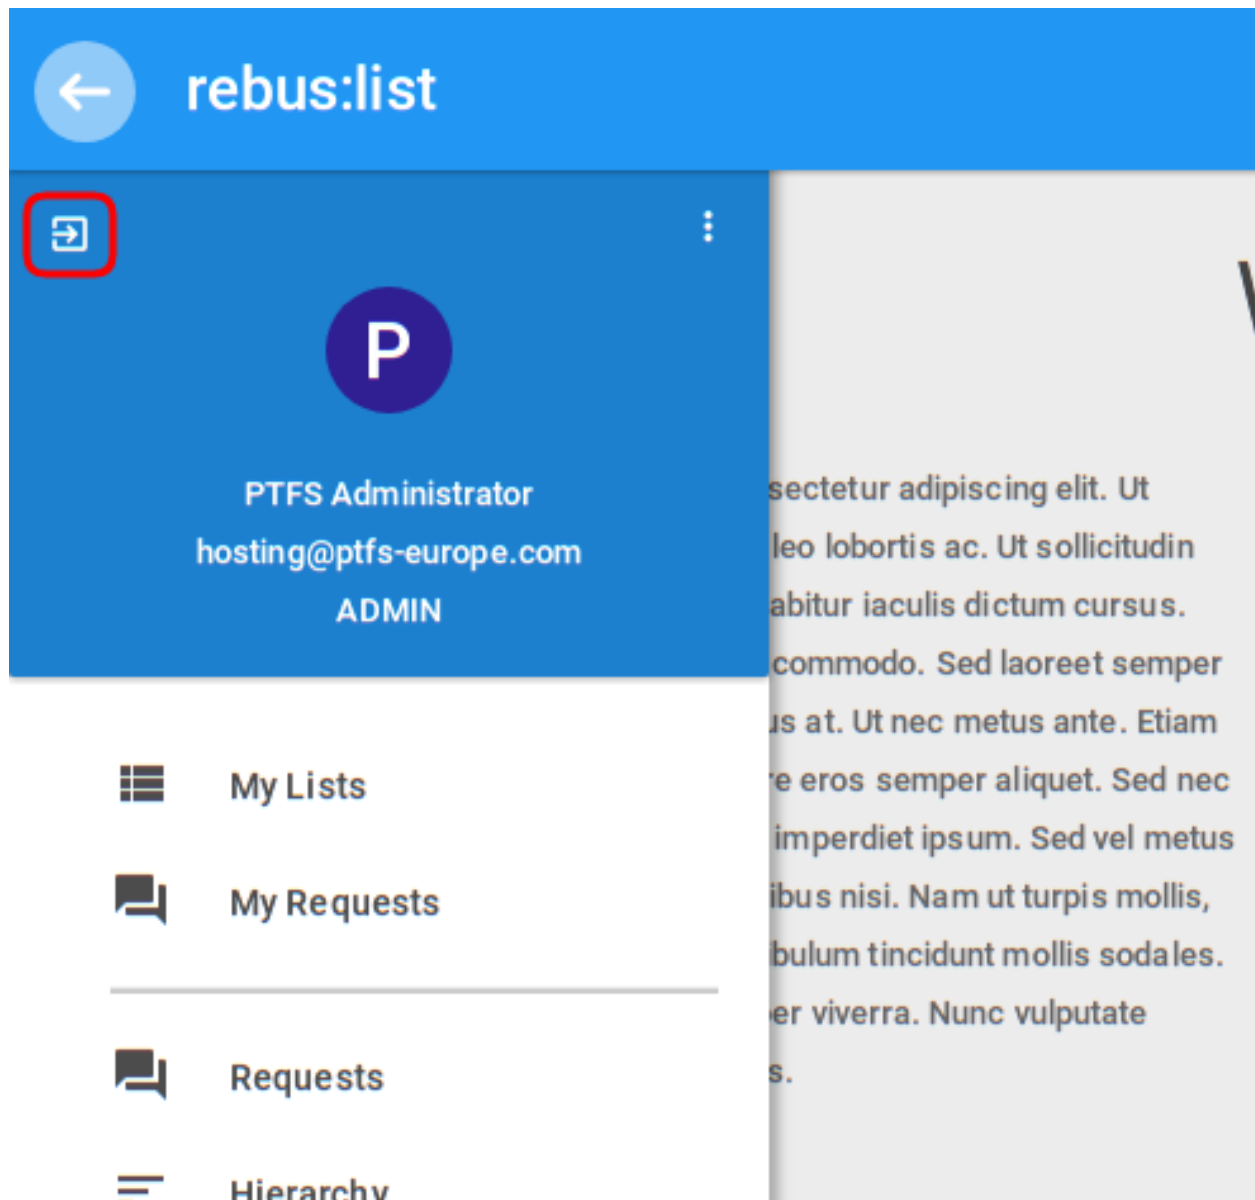 rebus:list
P
PTFS Administrator
hosting@ptfs-europe.com
ADMIN
My Lists
My Requests
Requests
Hierarchy
sectetur adipiscing elit. Ut
leo lobortis ac. Ut sollicitudin
abitur iaculis dictum cursus.
commodo. Sed laoreet semper
us at. Ut nec metus ante. Etiam
re eros semper aliquet. Sed nec
imperdiet ipsum. Sed vel metus
ibus nisi. Nam ut turpis mollis,
bulum tincidunt mollis sodales.
er viverra. Nunc vulputate
s.